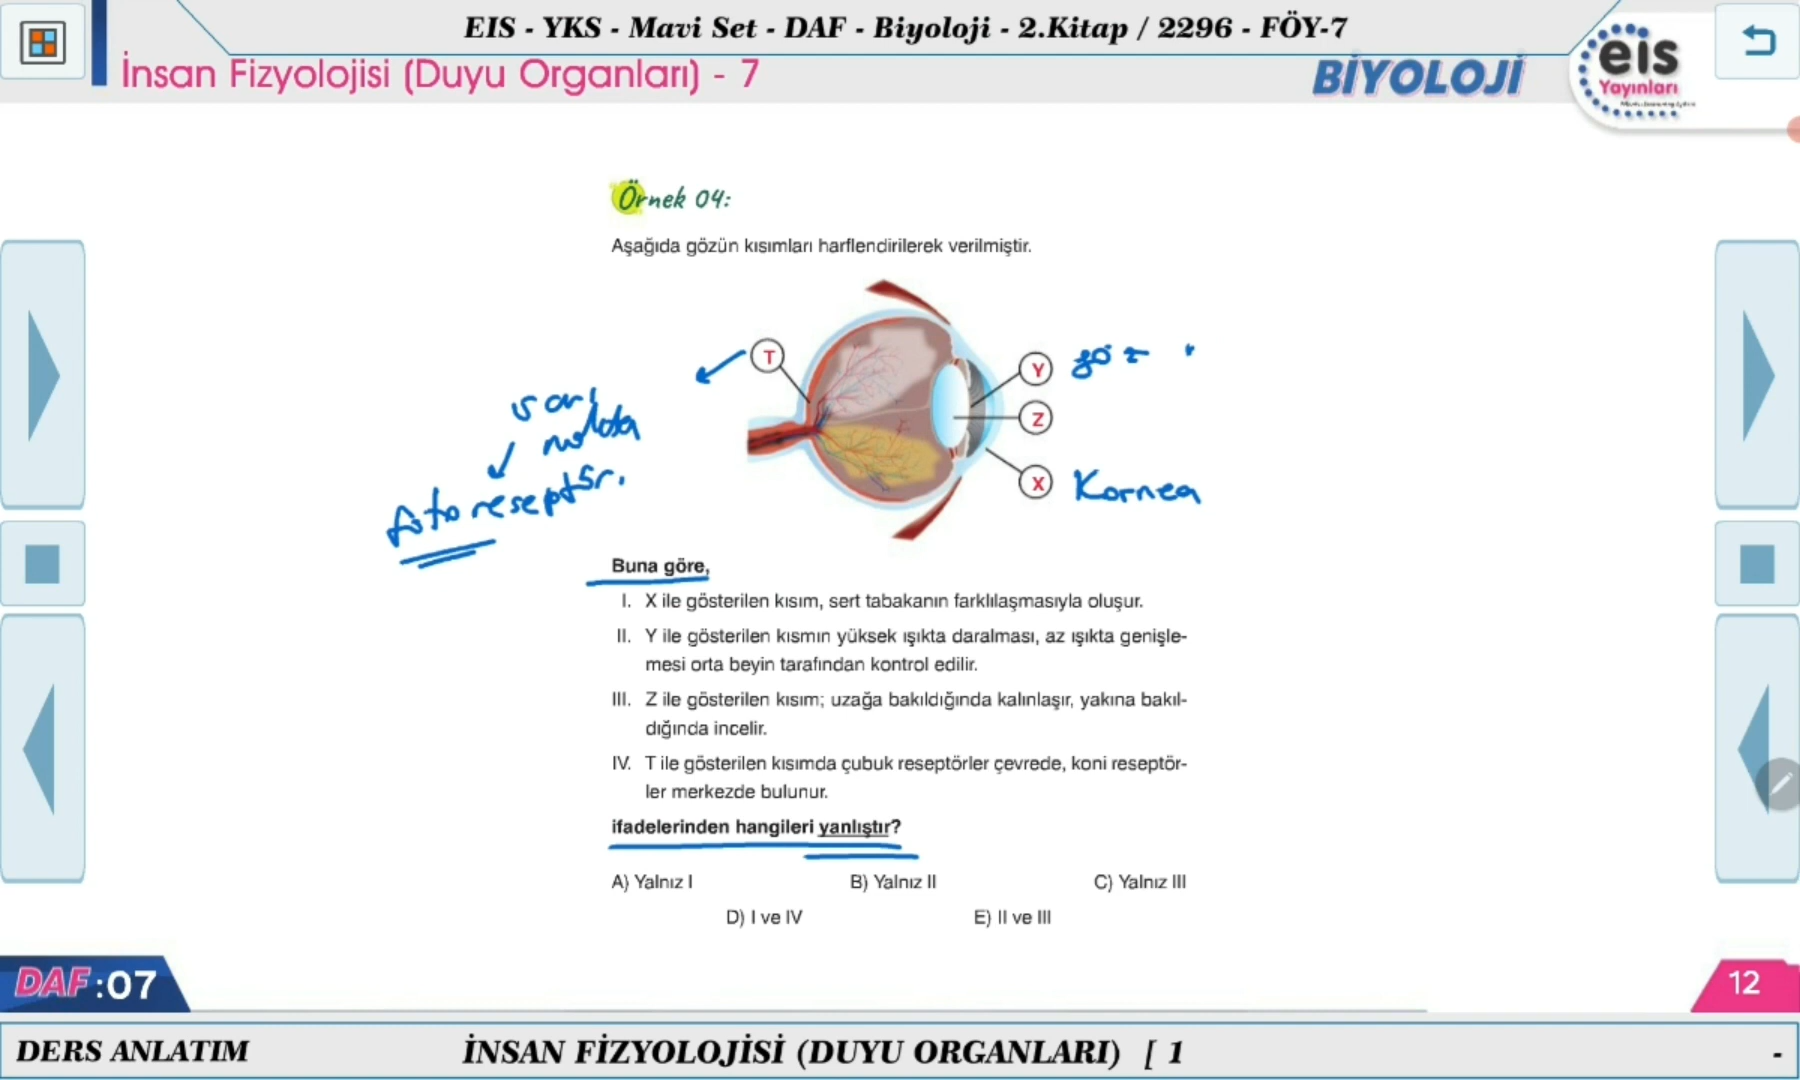 EIS - YKS - Mavi Set - DAF - Biyoloji - 2.Kitap / 2296 - FÖY-7
İnsan Fizyolojisi (Duyu Organları) - 7
BİYOLOJİ
eis
Yayınları
Örnek 04:
Aşağıda gözün kısımları harflendirilerek verilmiştir.
T
Y
göz
Z
X
Kornea
sarı
nokta
fotoreseptör.
Buna göre,
I. X ile gösterilen kısım, sert tabakanın farklılaşmasıyla oluşur.
II. Y ile gösterilen kısmın yüksek ışıkta daralması, az ışıkta genişle-
mesi orta beyin tarafından kontrol edilir.
III. Z ile gösterilen kısım; uzağa bakıldığında kalınlaşır, yakına bakıl-
dığında incelir.
IV. T ile gösterilen kısımda çubuk reseptörler çevrede, koni reseptör-
ler merkezde bulunur.
ifadelerinden hangileri yanlıştır?
A) Yalnız I B) Yalnız II C) Yalnız III
D) I ve IV E) II ve III
DAF:07
12
DERS ANLATIM İNSAN FİZYOLOJİSİ (DUYU ORGANLARI) [ 1 -